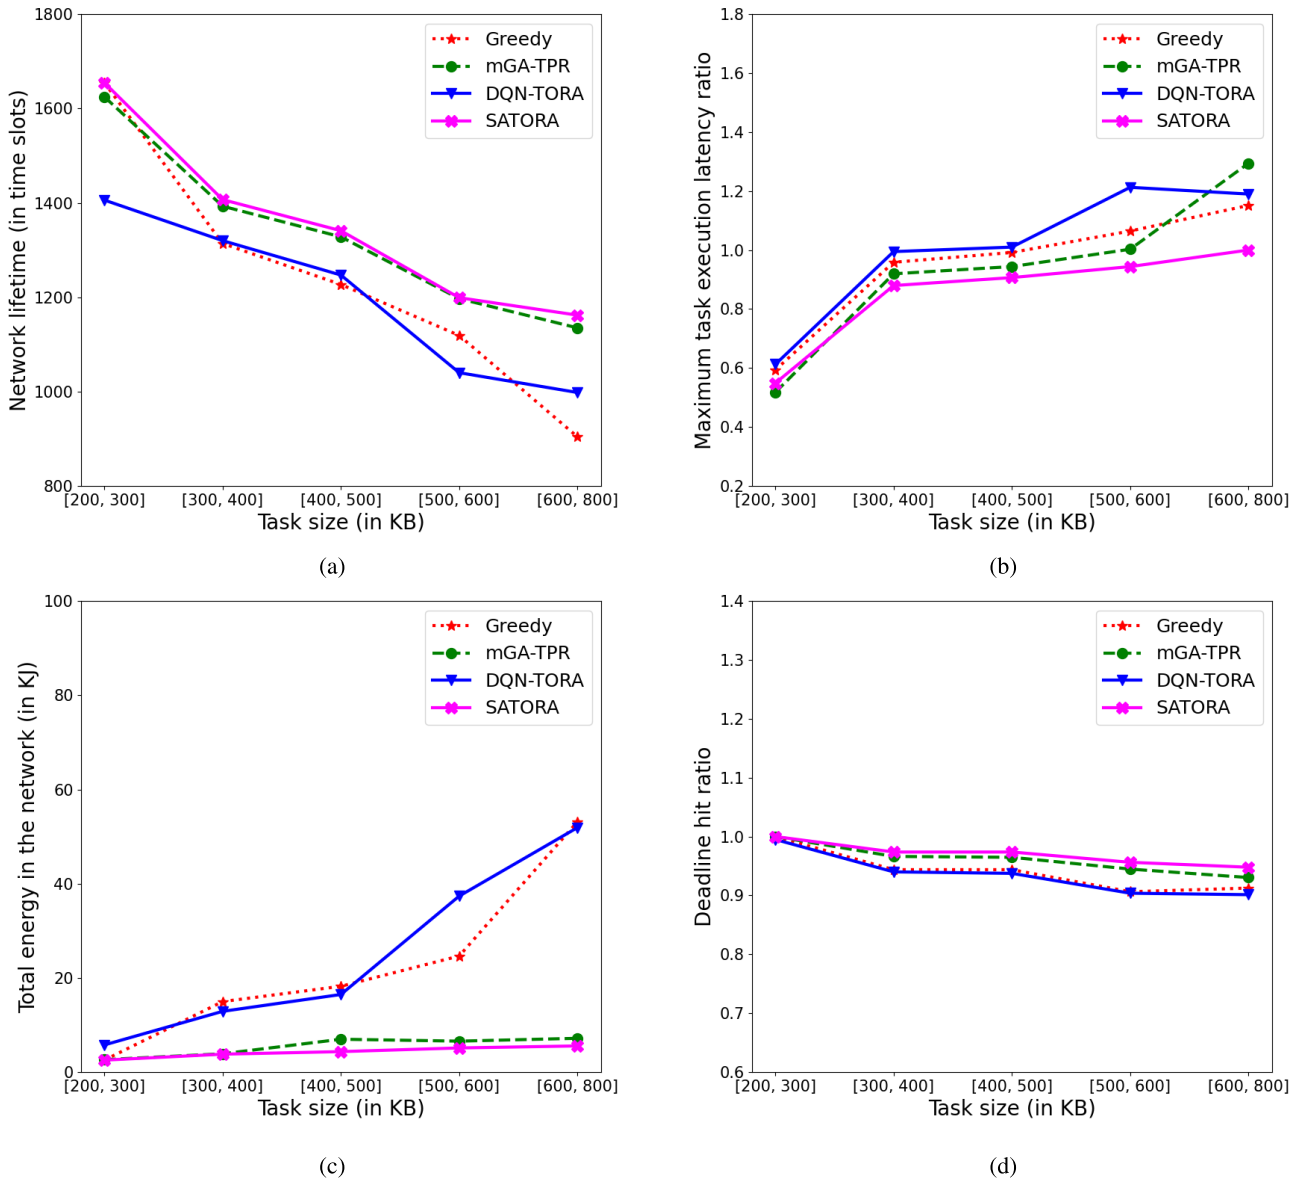 1800
1600
1400
1200
1000
800
Network lifetime (in time slots)
Greedy
mGA-TPR
DQN-TORA
SATORA
[200, 300] [300, 400] [400, 500] [500, 600] [600, 800]
Task size (in KB)
(a)
1.8
1.6
1.4
1.2
1.0
0.8
0.6
0.4
0.2
Maximum task execution latency ratio
Greedy
mGA-TPR
DQN-TORA
SATORA
[200, 300] [300, 400] [400, 500] [500, 600] [600, 800]
Task size (in KB)
(b)
100
80
60
40
20
0
Total energy in the network (in KJ)
Greedy
mGA-TPR
DQN-TORA
SATORA
[200, 300] [300, 400] [400, 500] [500, 600] [600, 800]
Task size (in KB)
(c)
1.4
1.3
1.2
1.1
1.0
0.9
0.8
0.7
0.6
Deadline hit ratio
Greedy
mGA-TPR
DQN-TORA
SATORA
[200, 300] [300, 400] [400, 500] [500, 600] [600, 800]
Task size (in KB)
(d)